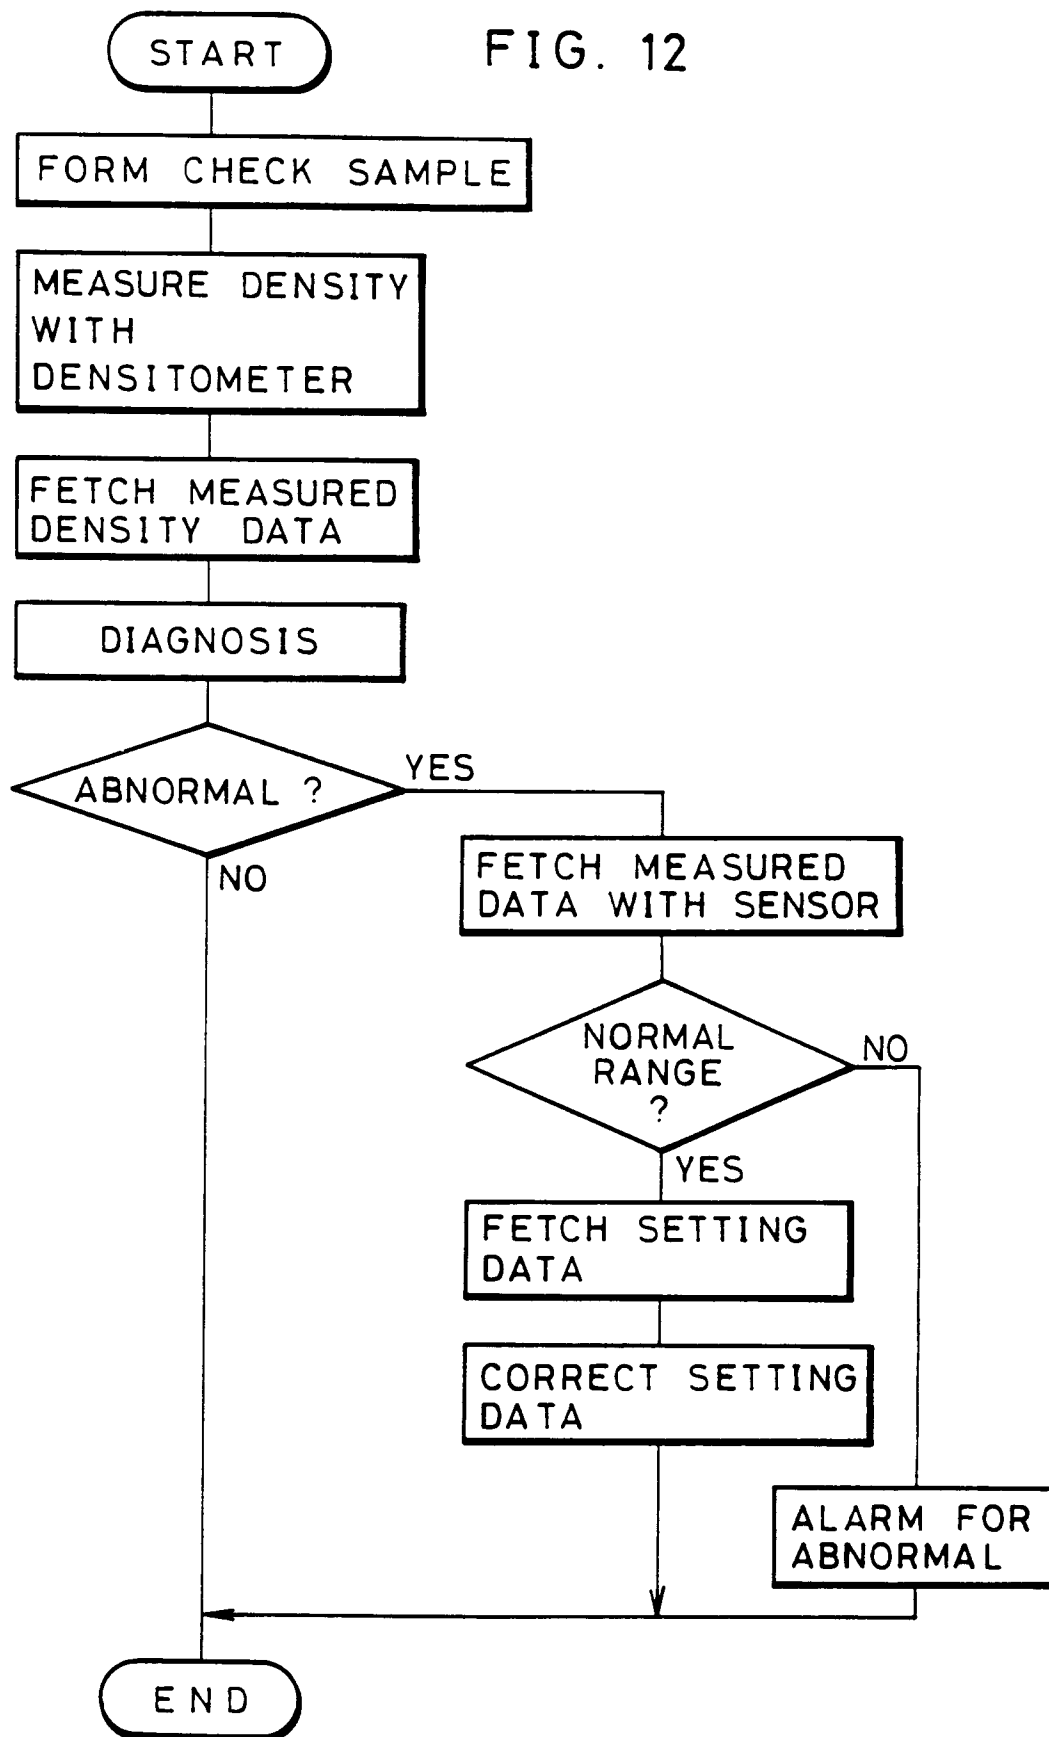 START
FIG. 12
FORM CHECK SAMPLE
MEASURE DENSITY
WITH
DENSITOMETER
FETCH MEASURED
DENSITY DATA
DIAGNOSIS
ABNORMAL ?
YES
NO
FETCH MEASURED
DATA WITH SENSOR
NORMAL
RANGE
?
NO
YES
FETCH SETTING
DATA
CORRECT SETTING
DATA
ALARM FOR
ABNORMAL
END